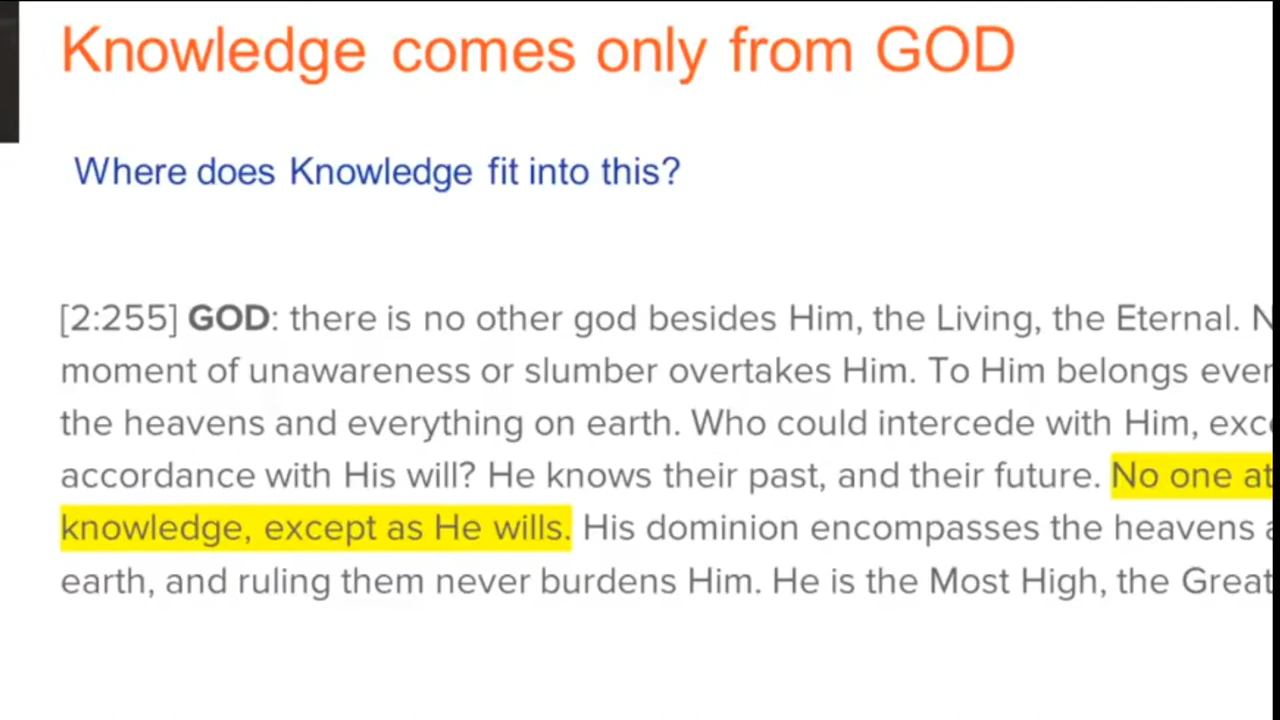 Knowledge comes only from GOD
Where does Knowledge fit into this?
[2:255] GOD: there is no other god besides Him, the Living, the Eternal.
moment of unawareness or slumber overtakes Him. To Him belongs
the heavens and everything on earth. Who could intercede with Him,
accordance with His will? He knows their past, and their future. No one
knowledge, except as He wills. His dominion encompasses the heavens
earth, and ruling them never burdens Him. He is the Most High, the Great